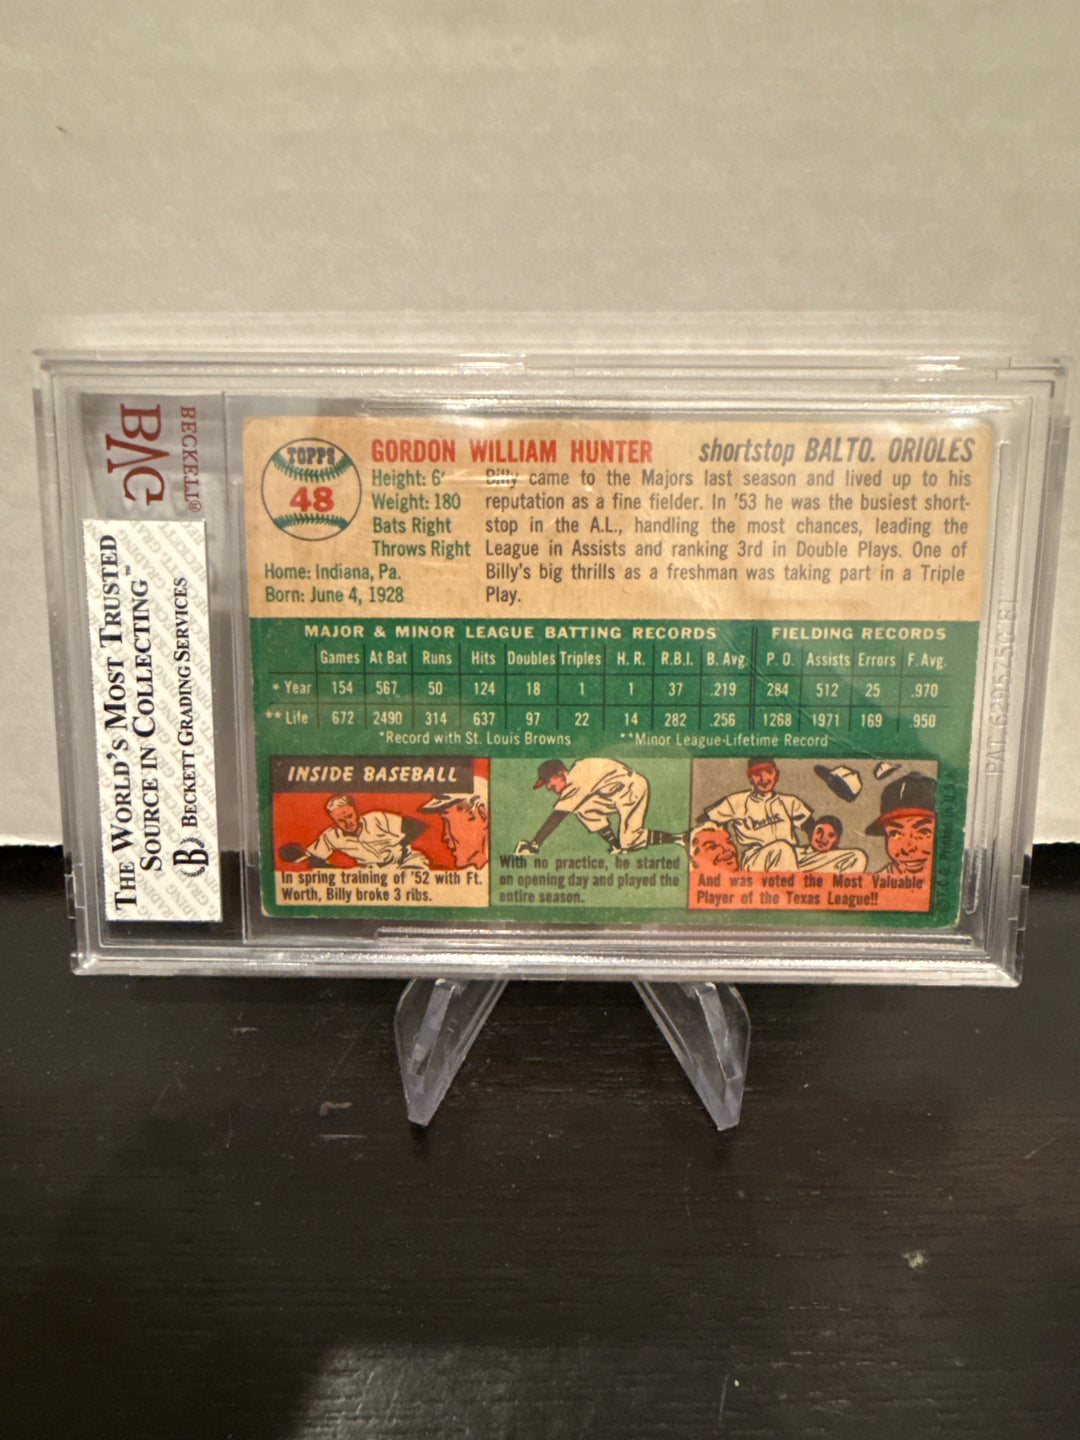 BVG
BECKETT®
THE WORLD'S MOST TRUSTED
SOURCE IN COLLECTING™
BECKETT GRADING SERVICES
TOPPS
48
GORDON WILLIAM HUNTER
shortstop BALTO. ORIOLES
Height: 6'
Weight: 180
Bats Right
Throws Right
Home: Indiana, Pa.
Born: June 4, 1928
Billy came to the Majors last season and lived up to his
reputation as a fine fielder. In '53 he was the busiest short-
stop in the A.L., handling the most chances, leading the
League in Assists and ranking 3rd in Double Plays. One of
Billy's big thrills as a freshman was taking part in a Triple
Play.
MAJOR & MINOR LEAGUE BATTING RECORDS FIELDING RECORDS
Games At Bat Runs Hits Doubles Triples H. R. R.B.I. B. Avg. P. O. Assists Errors F. Avg.
* Year 154 567 50 124 18 1 1 37 .219 284 512 25 .970
** Life 672 2490 314 637 97 22 14 282 .256 1268 1971 169 .950
*Record with St. Louis Browns **Minor League-Lifetime Record
INSIDE BASEBALL
In spring training of '52 with Ft.
Worth, Billy broke 3 ribs.
With no practice, he started
on opening day and played the
entire season.
And was voted the Most Valuable
Player of the Texas League!!
©T.C.G. Printed in U.S.A.